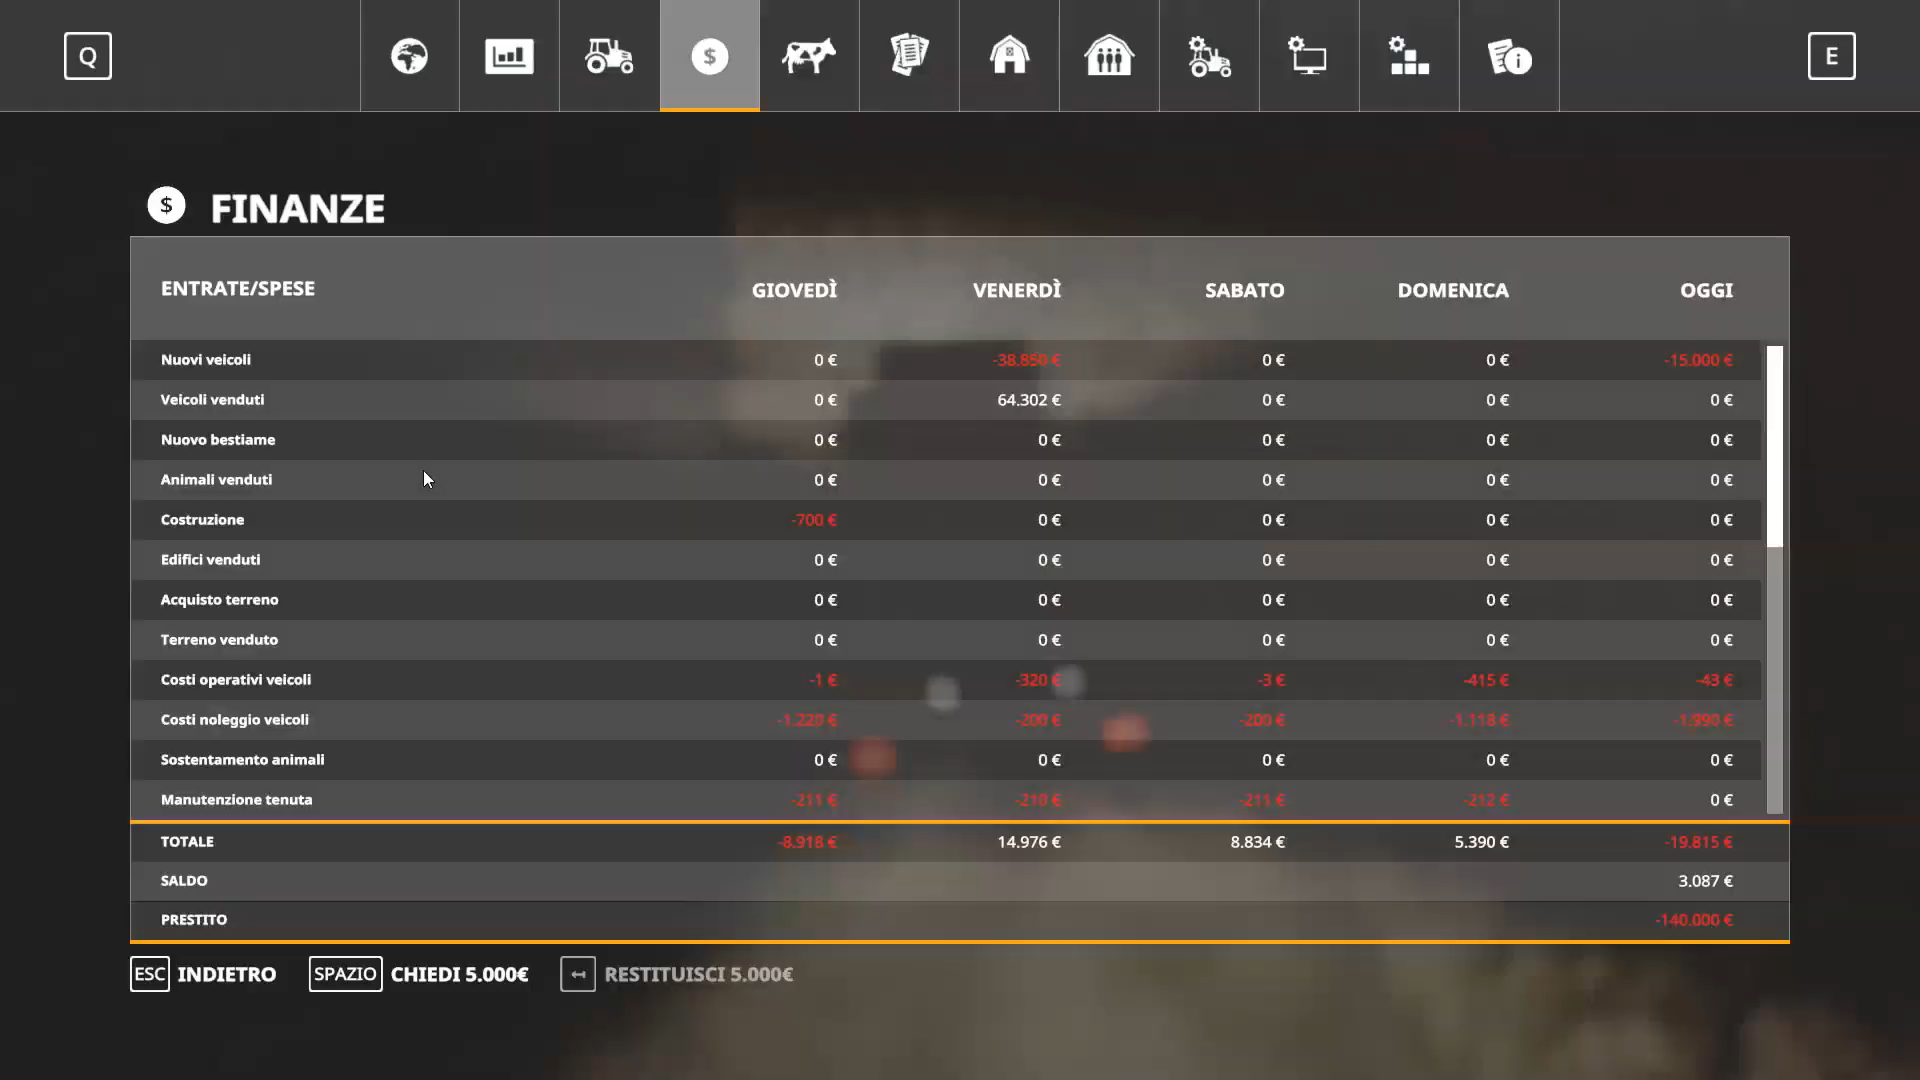 Q
$
E
$ FINANZE
ENTRATE/SPESE GIOVEDÌ VENERDÌ SABATO DOMENICA OGGI
Nuovi veicoli 0 € -38.850 € 0 € 0 € -15.000 €
Veicoli venduti 0 € 64.302 € 0 € 0 € 0 €
Nuovo bestiame 0 € 0 € 0 € 0 € 0 €
Animali venduti 0 € 0 € 0 € 0 € 0 €
Costruzione -700 € 0 € 0 € 0 € 0 €
Edifici venduti 0 € 0 € 0 € 0 € 0 €
Acquisto terreno 0 € 0 € 0 € 0 € 0 €
Terreno venduto 0 € 0 € 0 € 0 € 0 €
Costi operativi veicoli -1 € -320 € -3 € -415 € -43 €
Costi noleggio veicoli -1.220 € -200 € -200 € -1.118 € -1.990 €
Sostentamento animali 0 € 0 € 0 € 0 € 0 €
Manutenzione tenuta -211 € -210 € -211 € -212 € 0 €
TOTALE -8.918 € 14.976 € 8.834 € 5.390 € -19.815 €
SALDO 3.087 €
PRESTITO -140.000 €
ESC INDIETRO SPAZIO CHIEDI 5.000€ RESTITUISCI 5.000€